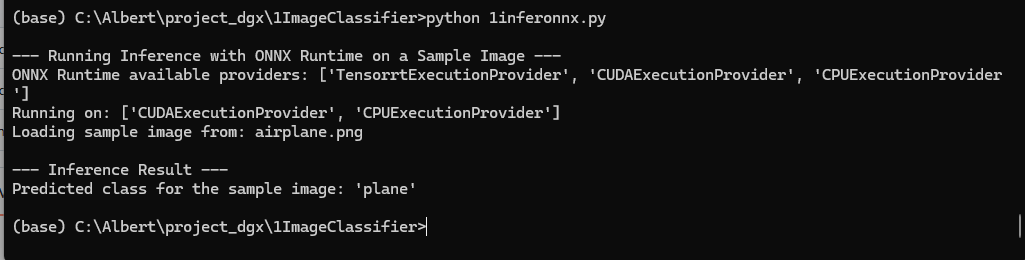 (base) C:\Albert\project_dgx\1ImageClassifier>python 1inferonnx.py
--- Running Inference with ONNX Runtime on a Sample Image ---
ONNX Runtime available providers: ['TensorrtExecutionProvider', 'CUDAExecutionProvider', 'CPUExecutionProvider
']
Running on: ['CUDAExecutionProvider', 'CPUExecutionProvider']
Loading sample image from: airplane.png
--- Inference Result ---
Predicted class for the sample image: 'plane'
(base) C:\Albert\project_dgx\1ImageClassifier>